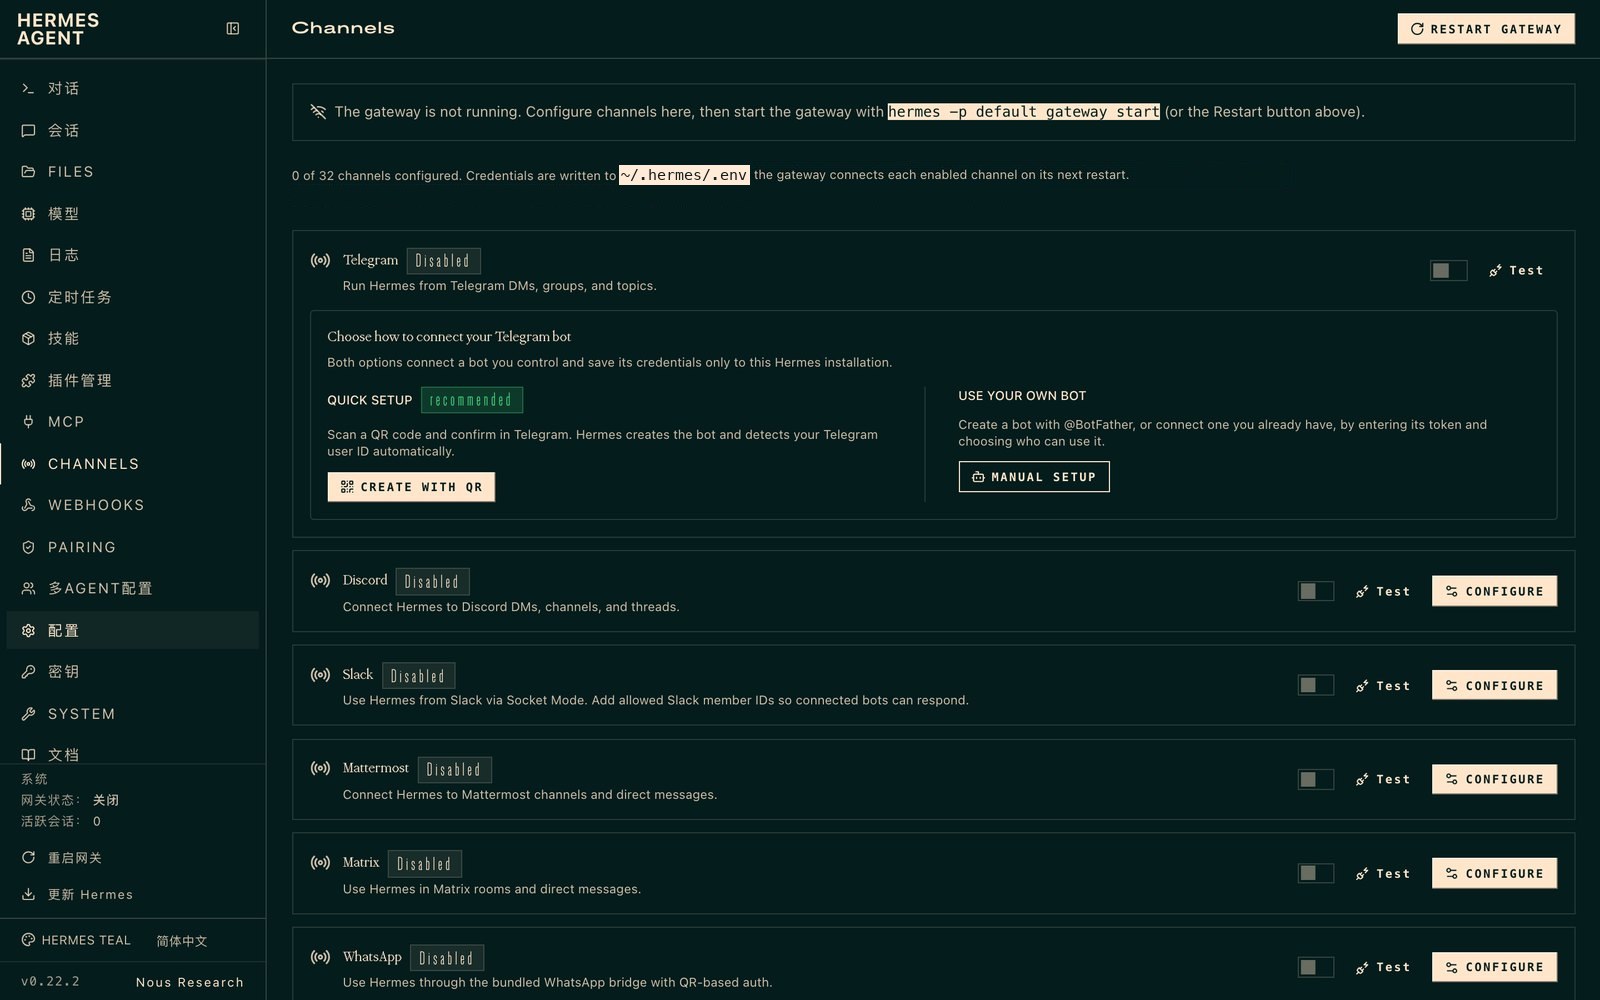 HERMES
AGENT
Channels
RESTART GATEWAY
对话
会话
FILES
模型
日志
定时任务
技能
插件管理
MCP
CHANNELS
WEBHOOKS
PAIRING
多AGENT配置
配置
密钥
SYSTEM
文档
系统
网关状态: 关闭
活跃会话: 0
重启网关
更新 Hermes
HERMES TEAL 简体中文
v0.22.2 Nous Research
The gateway is not running. Configure channels here, then start the gateway with hermes -p default gateway start (or the Restart button above).
0 of 32 channels configured. Credentials are written to ~/.hermes/.env the gateway connects each enabled channel on its next restart.
Telegram Disabled
Run Hermes from Telegram DMs, groups, and topics.
Test
Choose how to connect your Telegram bot
Both options connect a bot you control and save its credentials only to this Hermes installation.
QUICK SETUP recommended
Scan a QR code and confirm in Telegram. Hermes creates the bot and detects your Telegram
user ID automatically.
CREATE WITH QR
USE YOUR OWN BOT
Create a bot with @BotFather, or connect one you already have, by entering its token and
choosing who can use it.
MANUAL SETUP
Discord Disabled
Connect Hermes to Discord DMs, channels, and threads.
Test CONFIGURE
Slack Disabled
Use Hermes from Slack via Socket Mode. Add allowed Slack member IDs so connected bots can respond.
Test CONFIGURE
Mattermost Disabled
Connect Hermes to Mattermost channels and direct messages.
Test CONFIGURE
Matrix Disabled
Use Hermes in Matrix rooms and direct messages.
Test CONFIGURE
WhatsApp Disabled
Use Hermes through the bundled WhatsApp bridge with QR-based auth.
Test CONFIGURE